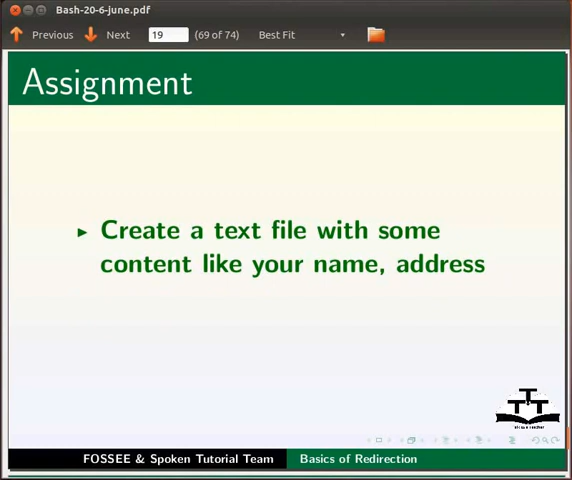 Bash-20-6-june.pdf
Previous Next 19 (69 of 74) Best Fit
Assignment
Create a text file with some
content like your name, address
FOSSEE & Spoken Tutorial Team Basics of Redirection